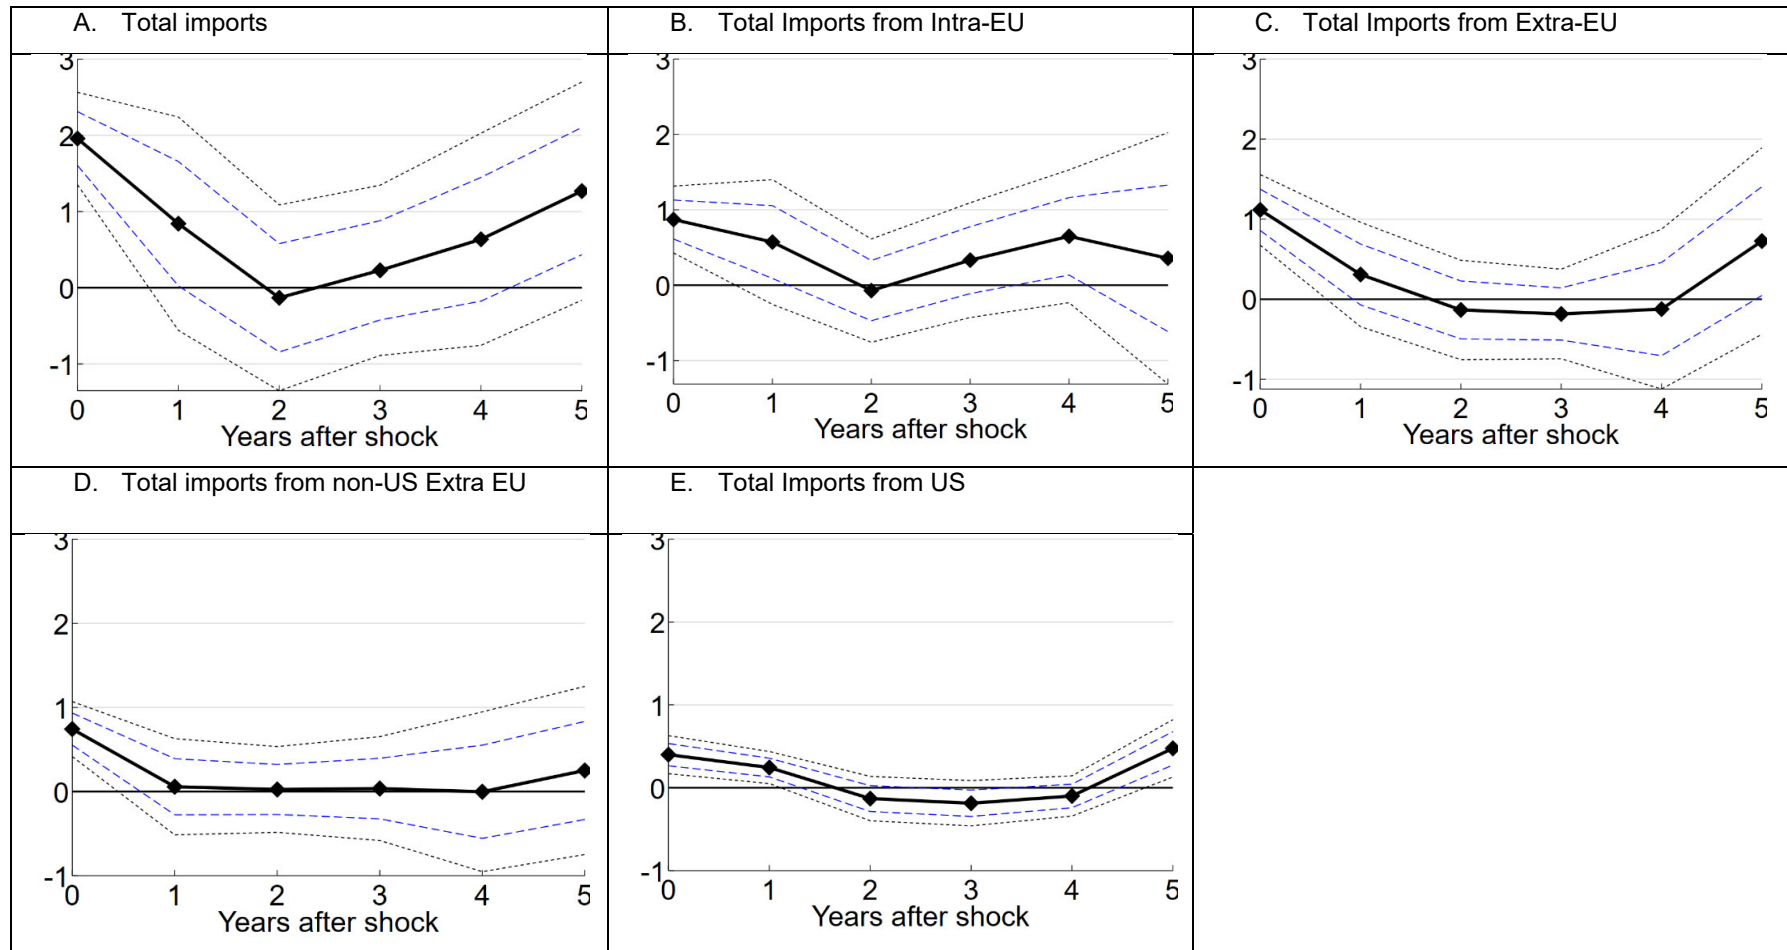 A. Total imports
B. Total Imports from Intra-EU
C. Total Imports from Extra-EU
3
2
1
0
-1
0 1 2 3 4 5
Years after shock
3
2
1
0
-1
0 1 2 3 4 5
Years after shock
3
2
1
0
-1
0 1 2 3 4 5
Years after shock
D. Total imports from non-US Extra EU
E. Total Imports from US
3
2
1
0
-1
0 1 2 3 4 5
Years after shock
3
2
1
0
-1
0 1 2 3 4 5
Years after shock